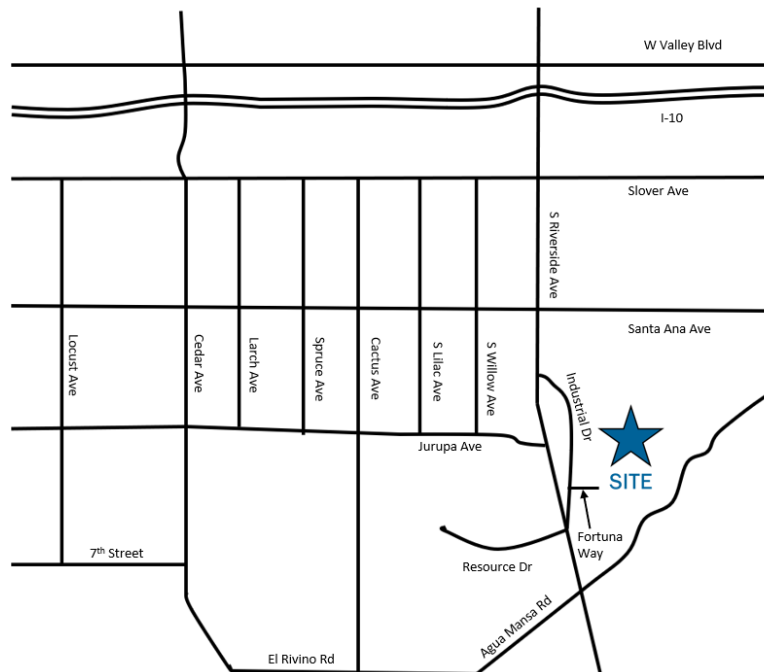 W Valley Blvd
I-10
Slover Ave
S Riverside Ave
Santa Ana Ave
Locust Ave
Cedar Ave
Larch Ave
Spruce Ave
Cactus Ave
S Lilac Ave
S Willow Ave
Industrial Dr
Jurupa Ave
SITE
Fortuna
Way
7th Street
Resource Dr
Agua Mansa Rd
El Rivino Rd